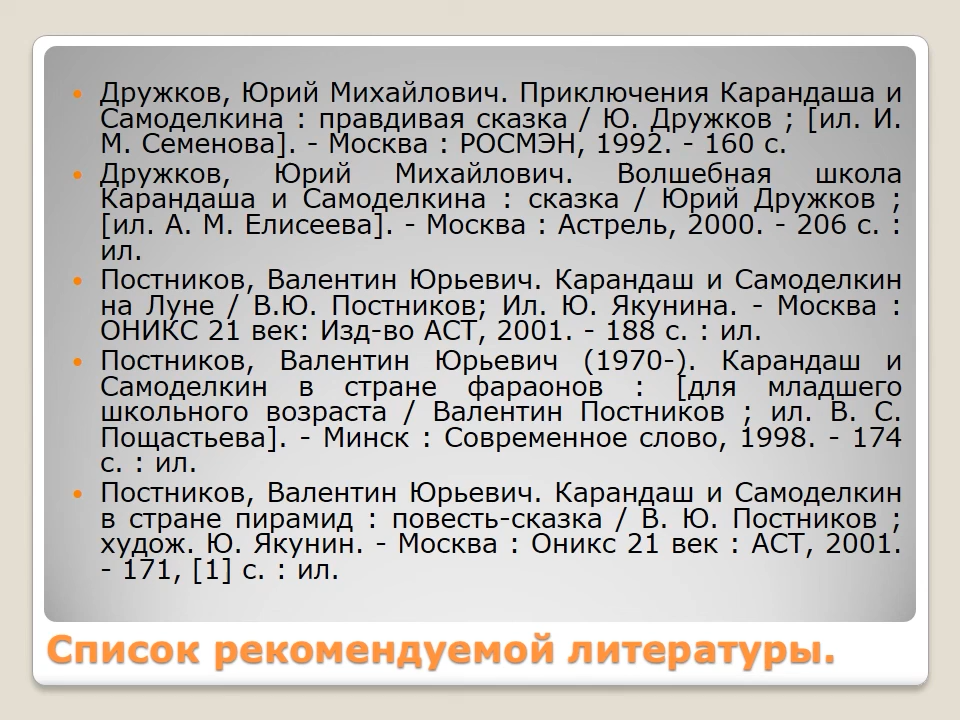 Дружков, Юрий Михайлович. Приключения Карандаша и
Самоделкина : правдивая сказка / Ю. Дружков ; [ил. И.
М. Семенова]. - Москва : РОСМЭН, 1992. - 160 с.
Дружков, Юрий Михайлович. Волшебная школа
Карандаша и Самоделкина : сказка / Юрий Дружков ;
[ил. А. М. Елисеева]. - Москва : Астрель, 2000. - 206 с. :
ил.
Постников, Валентин Юрьевич. Карандаш и Самоделкин
на Луне / В.Ю. Постников; Ил. Ю. Якунина. - Москва :
ОНИКС 21 век: Изд-во АСТ, 2001. - 188 с. : ил.
Постников, Валентин Юрьевич (1970-). Карандаш и
Самоделкин в стране фараонов : [для младшего
школьного возраста / Валентин Постников ; ил. В. С.
Пощастьева]. - Минск : Современное слово, 1998. - 174
с. : ил.
Постников, Валентин Юрьевич. Карандаш и Самоделкин
в стране пирамид : повесть-сказка / В. Ю. Постников ;
худож. Ю. Якунин. - Москва : Оникс 21 век : АСТ, 2001.
- 171, [1] с. : ил.
Список рекомендуемой литературы.